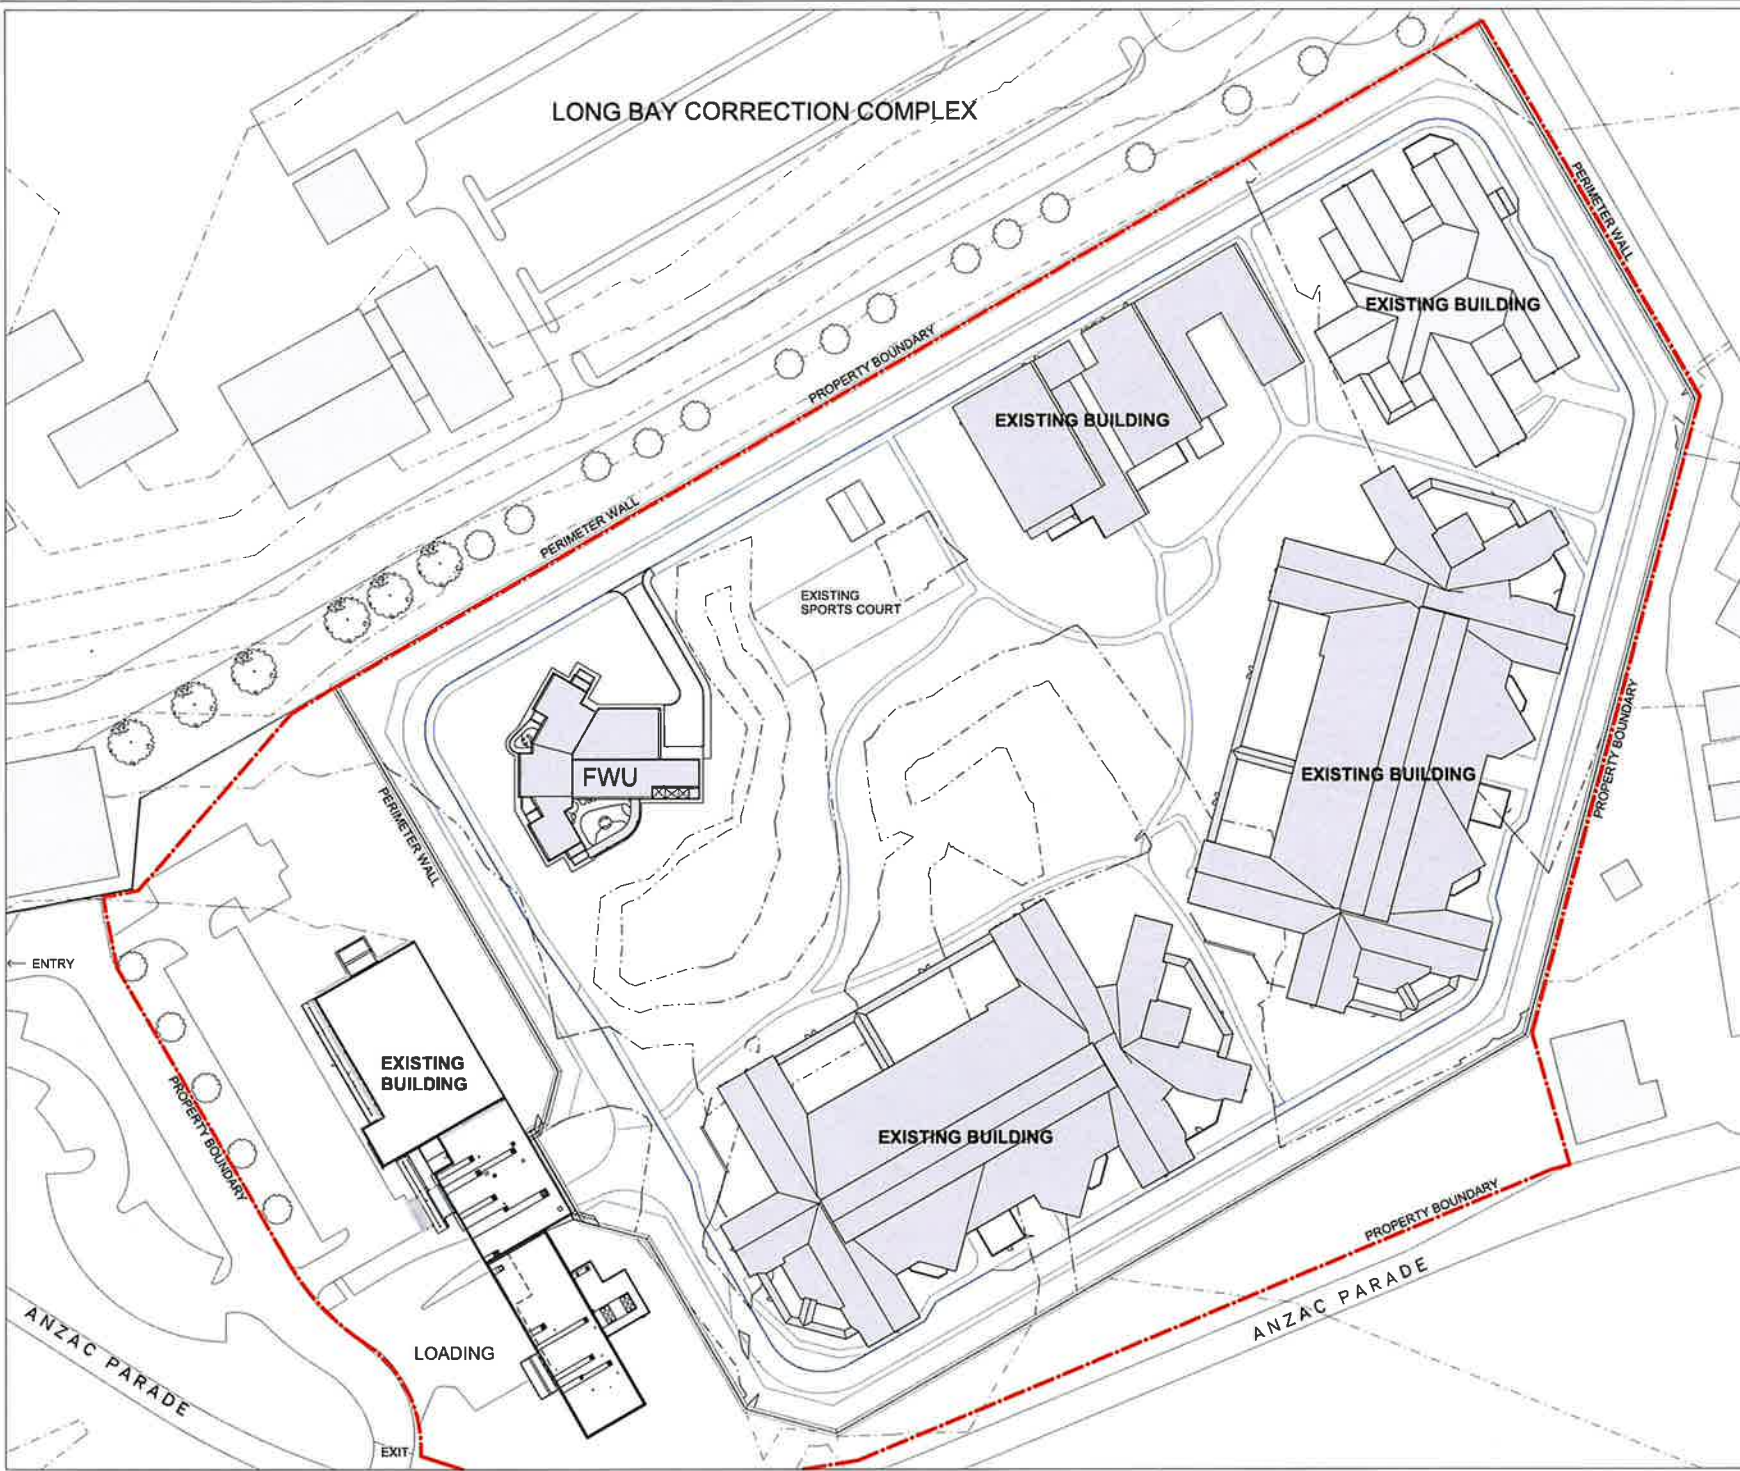 LONG BAY CORRECTION COMPLEX
PERIMETER WALL
EXISTING BUILDING
PROPERTY BOUNDARY
EXISTING BUILDING
PERIMETER WALL
EXISTING
SPORTS COURT
PROPERTY BOUNDARY
FWU
EXISTING BUILDING
PERIMETER WALL
ENTRY
EXISTING
BUILDING
PROPERTY BOUNDARY
EXISTING BUILDING
PROPERTY BOUNDARY
ANZAC PARADE
ANZAC PARADE
LOADING
EXIT